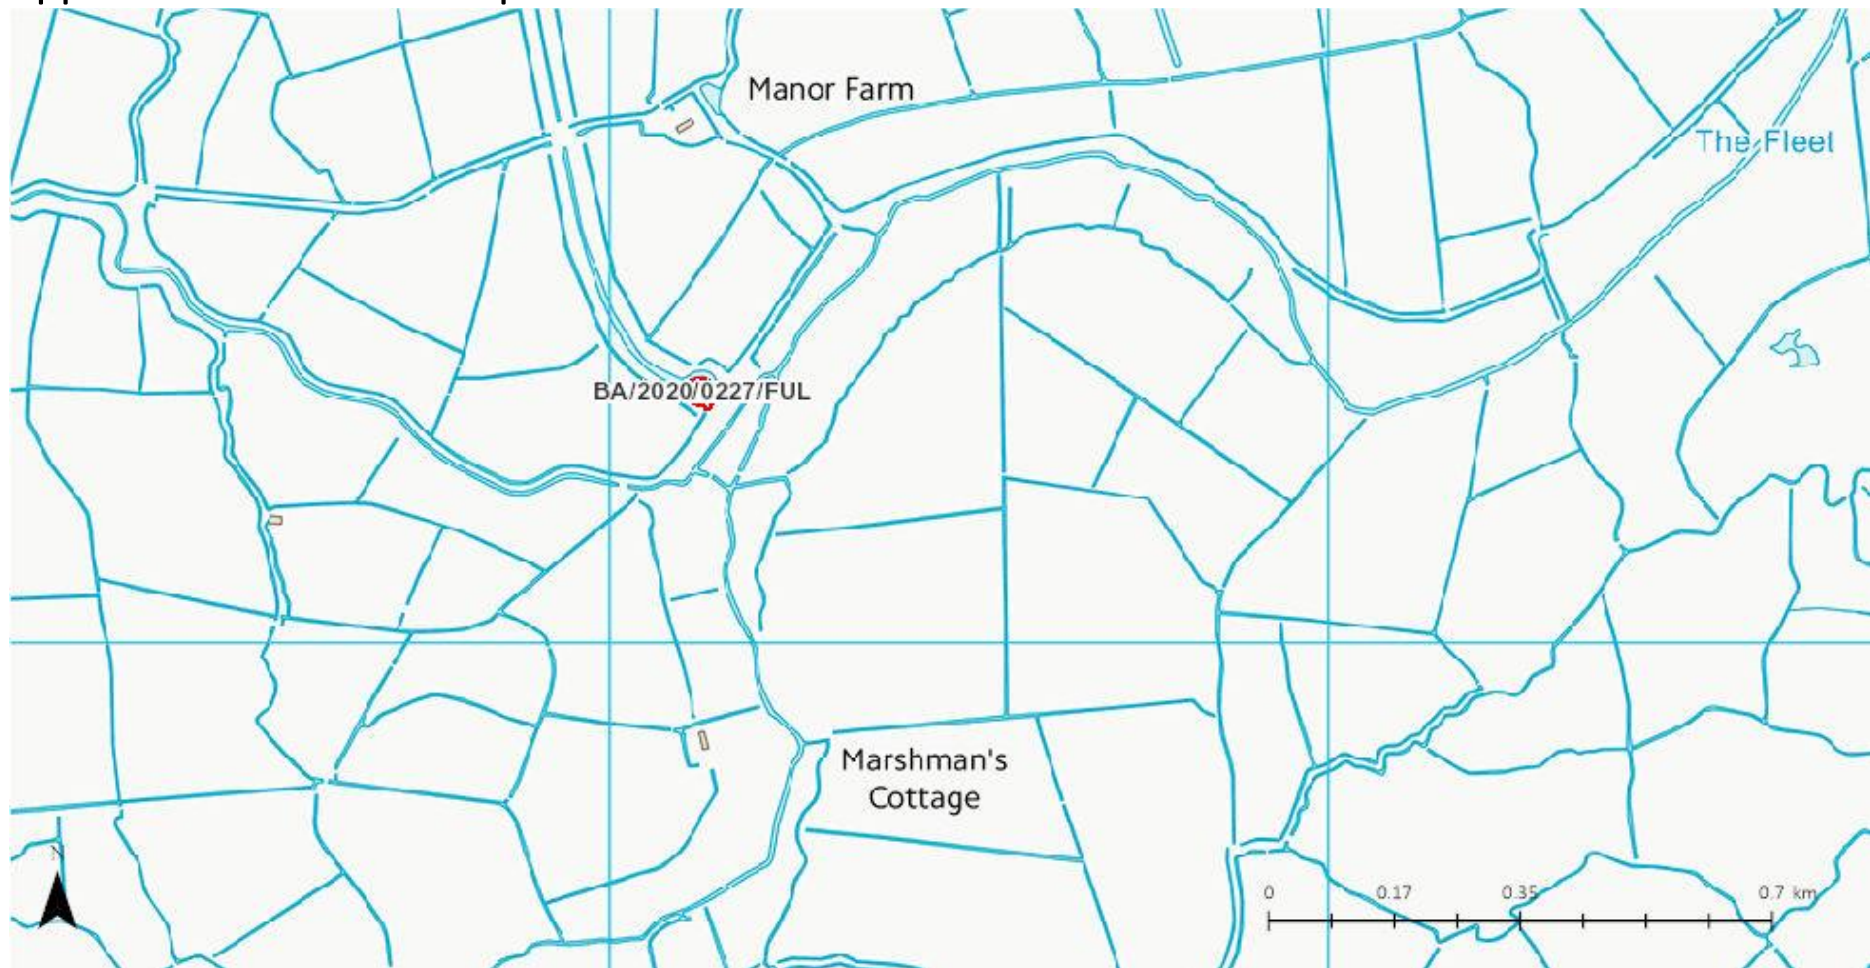 Manor Farm
The Fleet
BA/2020/0227/FUL
Marshman's
Cottage
N
0 0.17 0.35 0.7 km